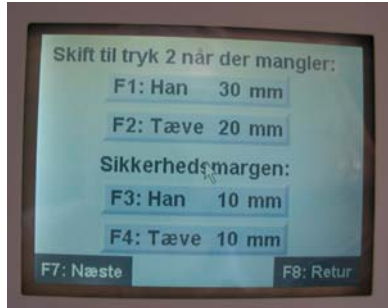 Skift til tryk 2 når der mangler:
F1: Han 30 mm
F2: Tæve 20 mm
Sikkerhedsmargen:
F3: Han 10 mm
F4: Tæve 10 mm
F7: Næste F8: Retur